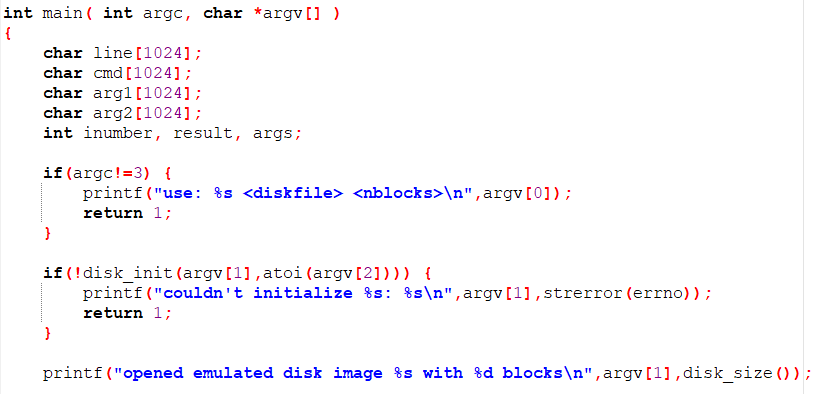 int main( int argc, char *argv[] )
{
    char line[1024];
    char cmd[1024];
    char arg1[1024];
    char arg2[1024];
    int inumber, result, args;

    if(argc!=3) {
        printf("use: %s <diskfile> <nblocks>\n",argv[0]);
        return 1;
    }

    if(!disk_init(argv[1],atoi(argv[2]))) {
        printf("couldn't initialize %s: %s\n",argv[1],strerror(errno));
        return 1;
    }

    printf("opened emulated disk image %s with %d blocks\n",argv[1],disk_size());